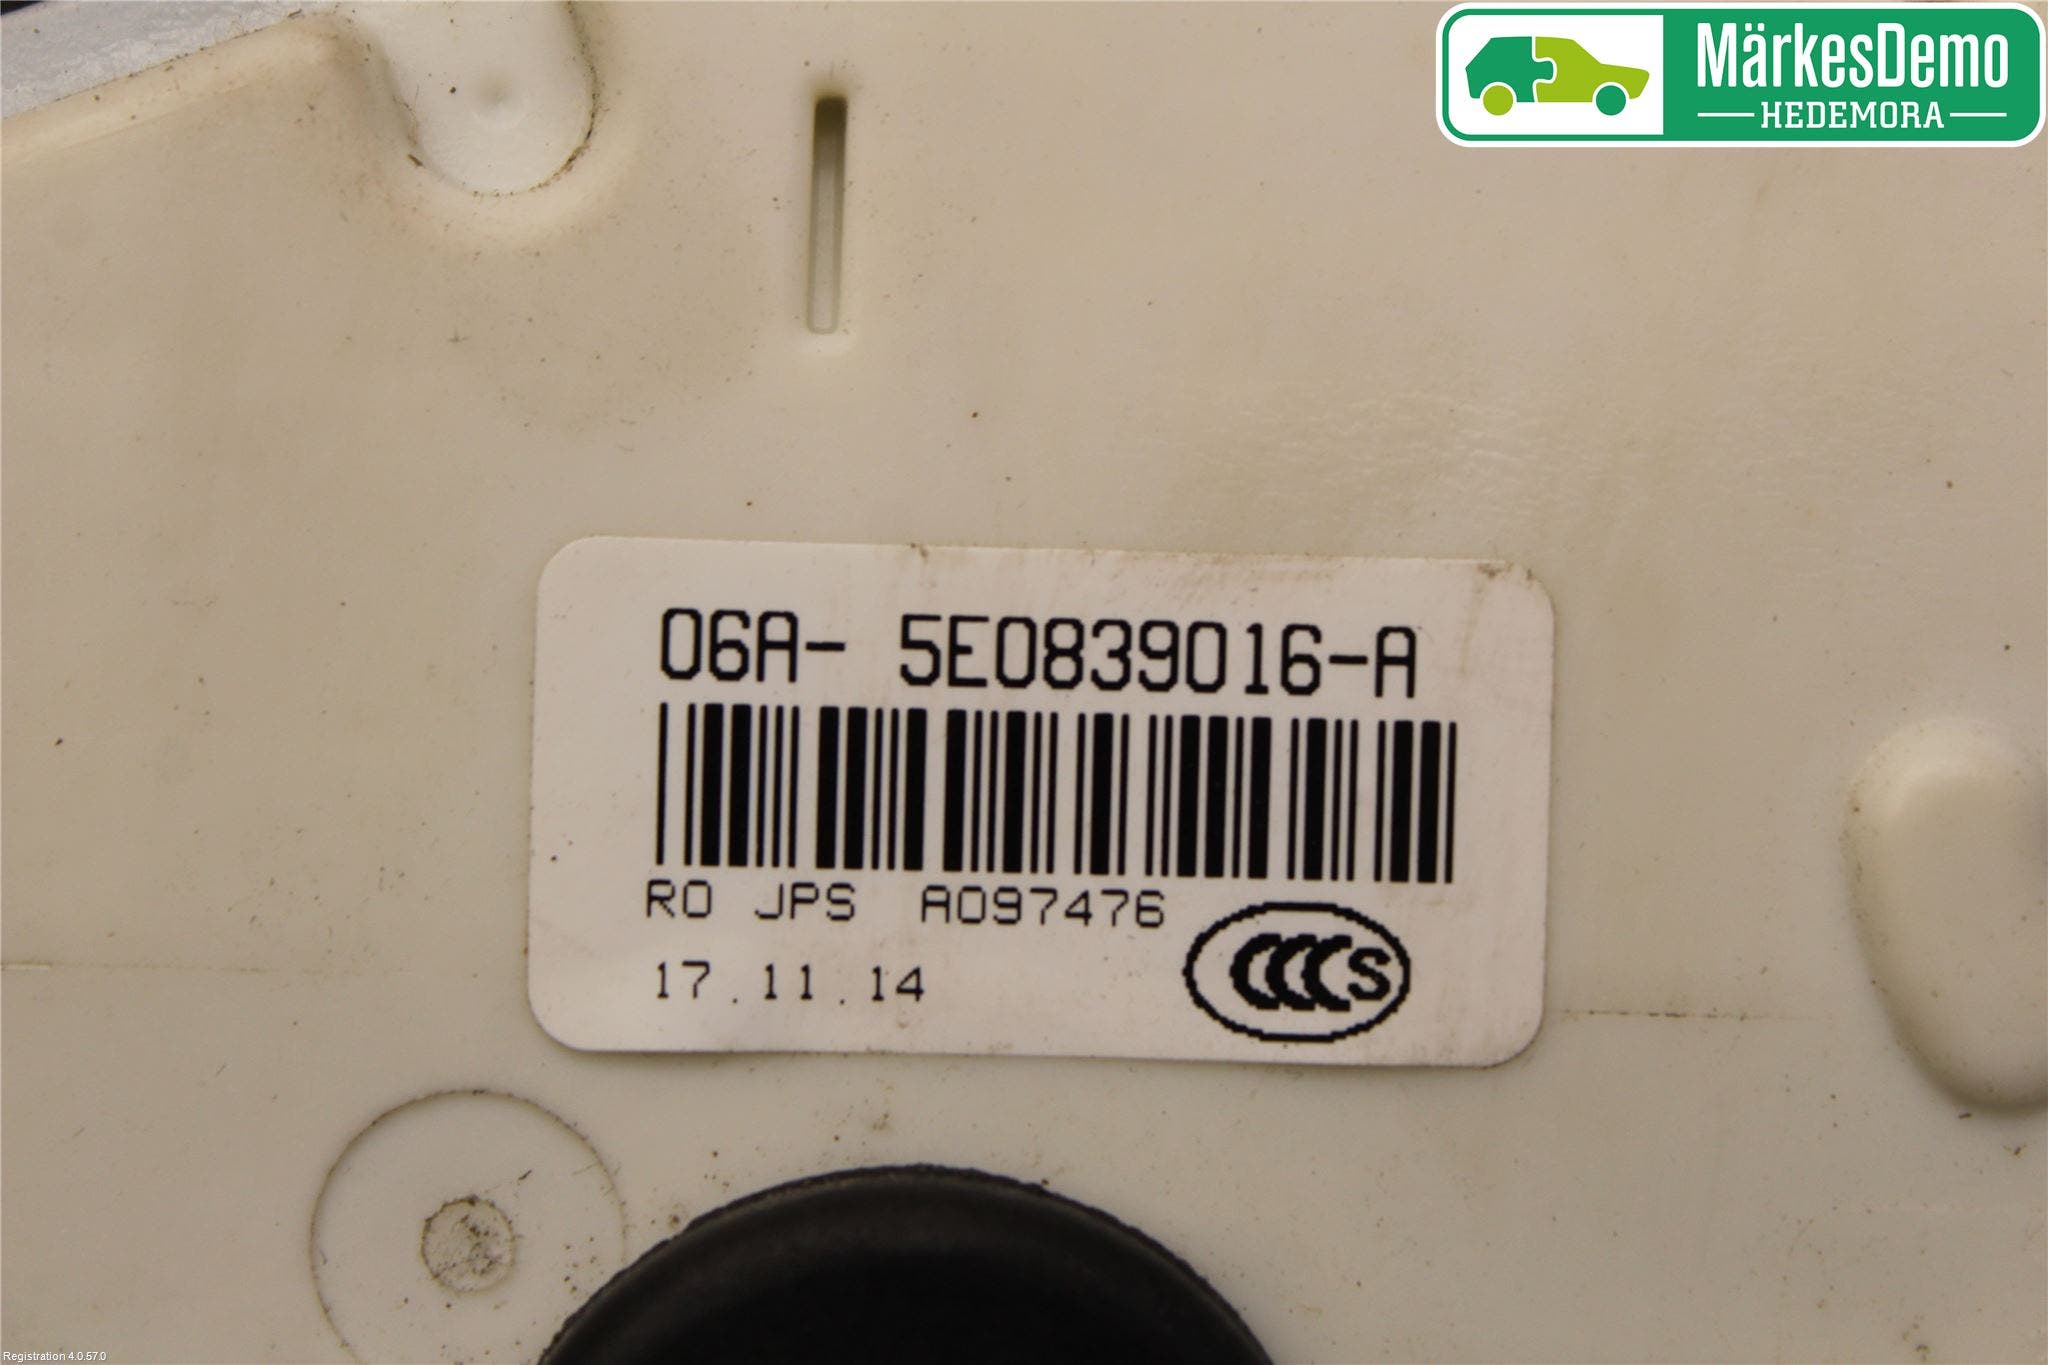 MärkesDemo
HEDEMORA
06A- 5E0839016-A
RO JPS A097476
17.11.14
CCCS
Registration 4.0.57.0